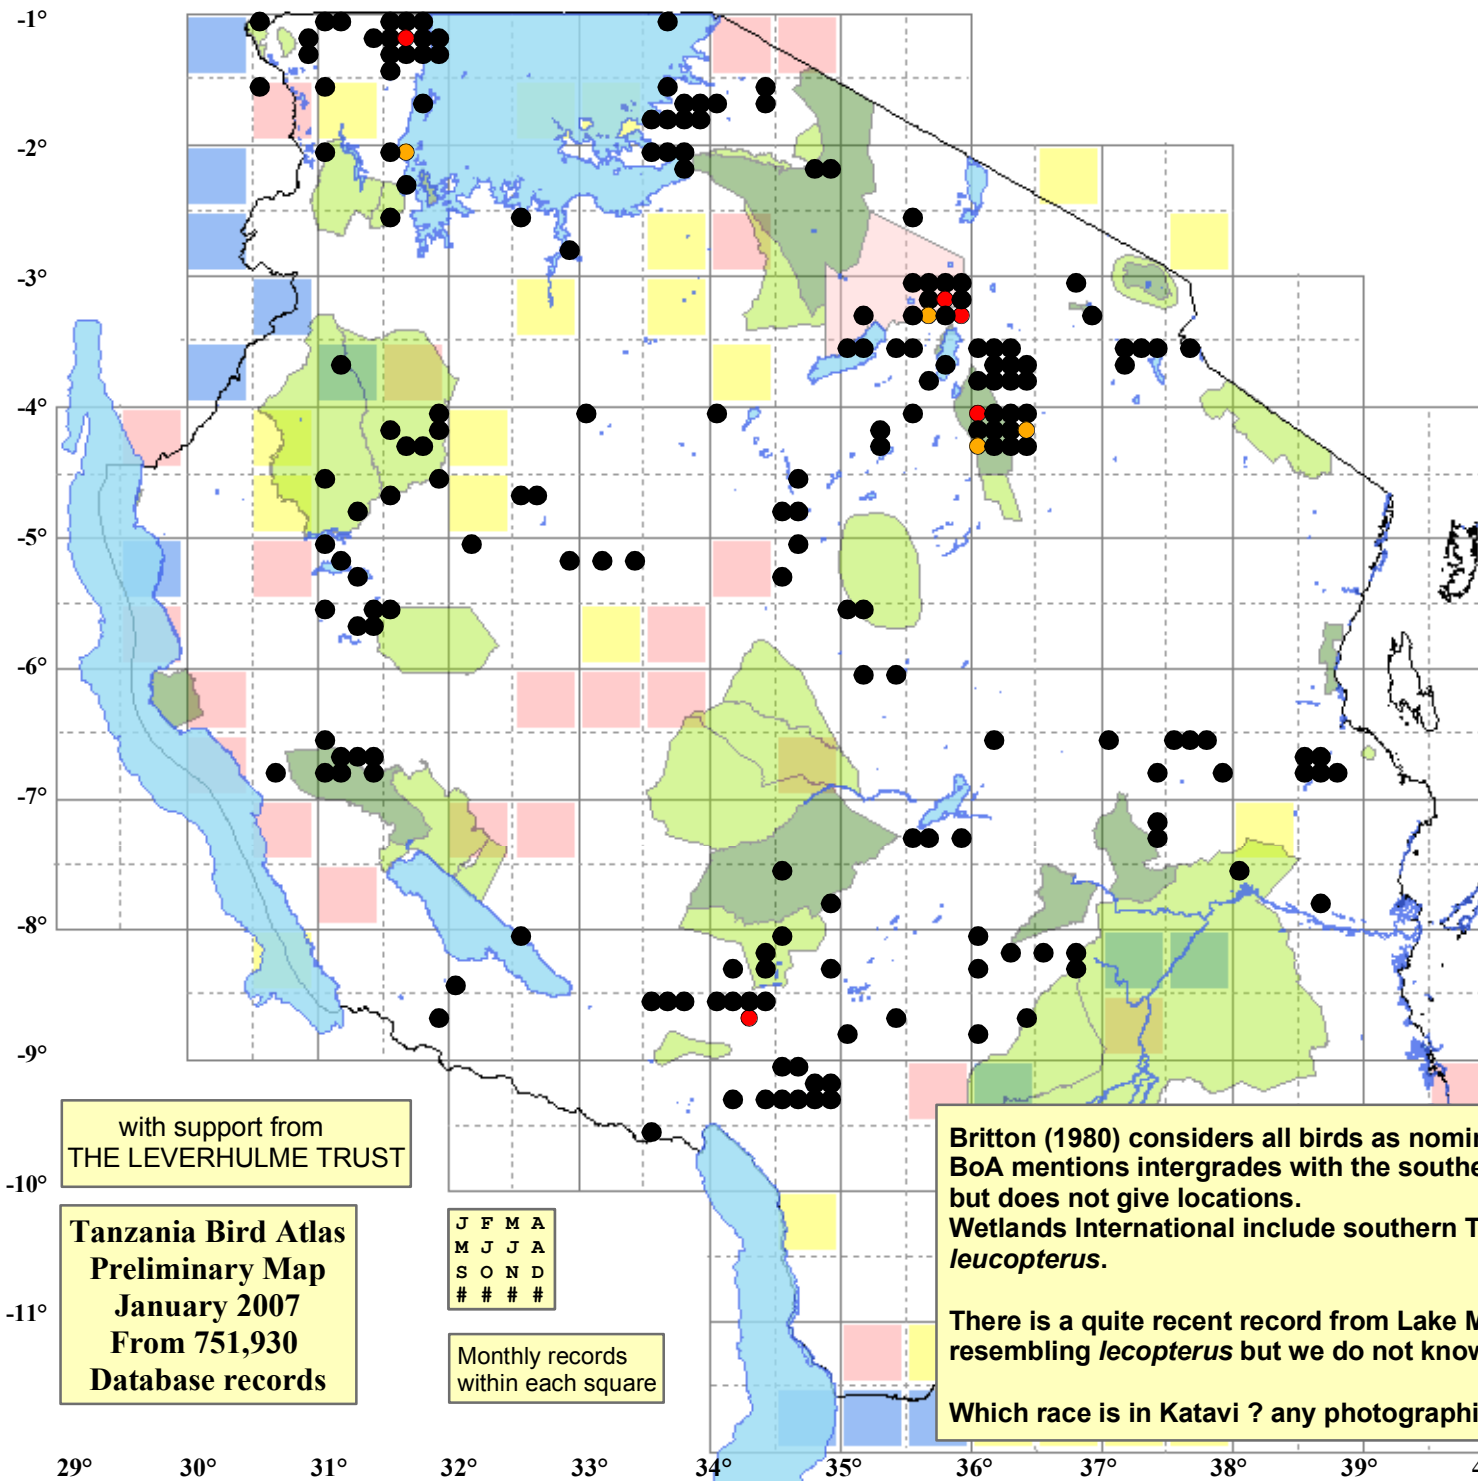 -1°
-2°
-3°
-4°
-5°
-6°
-7°
-8°
-9°
-10°
-11°
with support from
THE LEVERHULME TRUST
Tanzania Bird Atlas
Preliminary Map
January 2007
From 751,930
Database records
J F M A
M J J A
S O N D
# # # #
Monthly records
within each square
Britton (1980) considers all birds as
BoA mentions intergrades with the
but does not give locations.
Wetlands International include southern
leucopterus.
There is a quite recent record from Lake
resembling lecopterus but we do not know
Which race is in Katavi ? any
29° 30° 31° 32° 33° 34° 35° 36° 37° 38° 39°